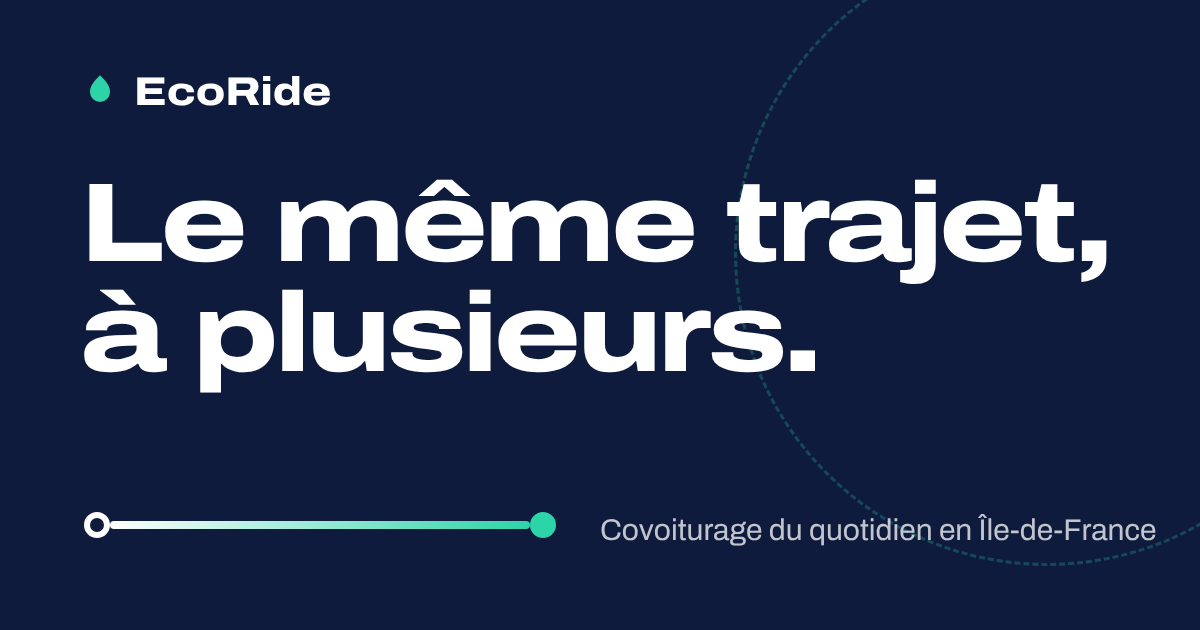 EcoRide
Le même trajet,
à plusieurs.
Covoiturage du quotidien en Île-de-France